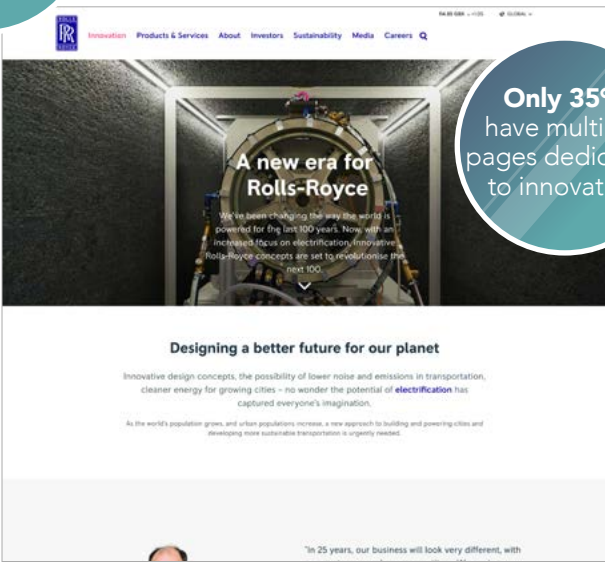 ROLLS
RR
ROYCE
GLOBAL
Innovation Products & Services About Investors Sustainability Media Careers
Only 35%
have multi
pages dedic
to innovat
A new era for
Rolls-Royce
We've been changing the way the world is
powered for the last 100 years. Now, with an
increased focus on electrification, innovative
Rolls-Royce concepts are set to revolutionise the
next 100.
Designing a better future for our planet
Innovative design concepts, the possibility of lower noise and emissions in transportation,
cleaner energy for growing cities – no wonder the potential of electrification has
captured everyone's imagination.
As the world's population grows, and urban populations increase, a new approach to building and powering cities and
developing more sustainable transportation is urgently needed.
"In 25 years, our business will look very different, with